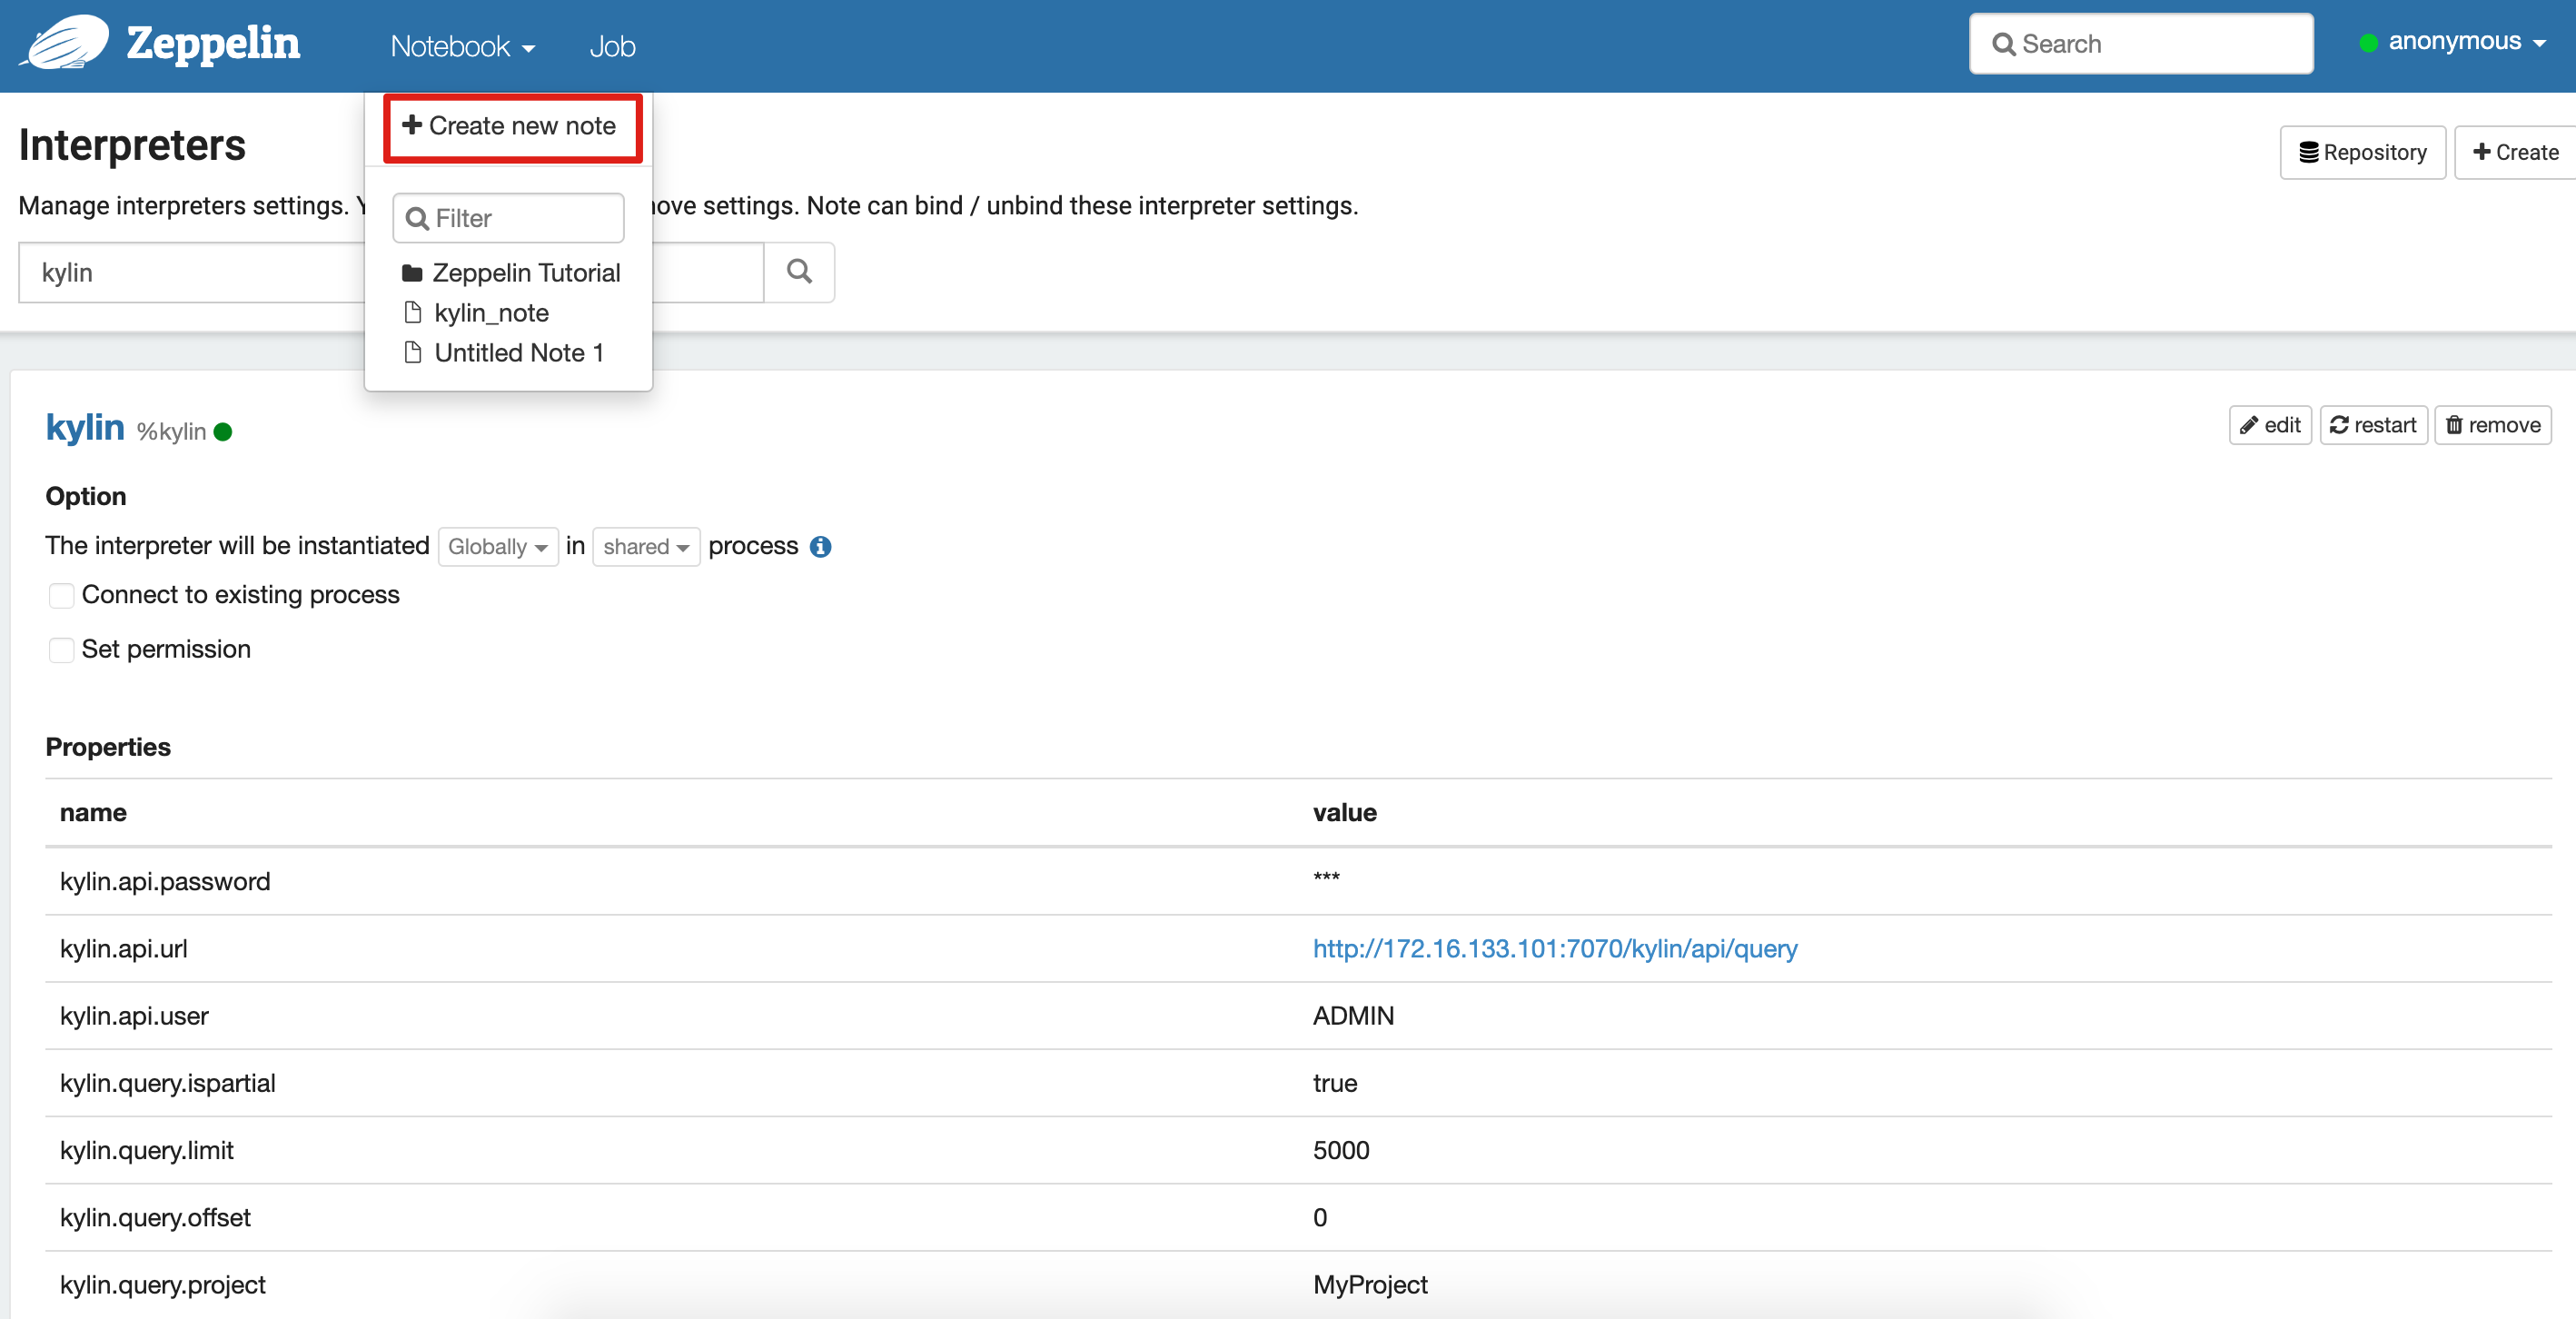 Zeppelin Notebook Job Search anonymous
Create new note
Interpreters
Repository Create
Manage interpreters settings. move settings. Note can bind / unbind these interpreter settings.
Filter
kylin
Zeppelin Tutorial
kylin_note
Untitled Note 1
kylin %kylin
edit restart remove
Option
The interpreter will be instantiated Globally in shared process
Connect to existing process
Set permission
Properties
name value
kylin.api.password ***
kylin.api.url http://172.16.133.101:7070/kylin/api/query
kylin.api.user ADMIN
kylin.query.ispartial true
kylin.query.limit 5000
kylin.query.offset 0
kylin.query.project MyProject